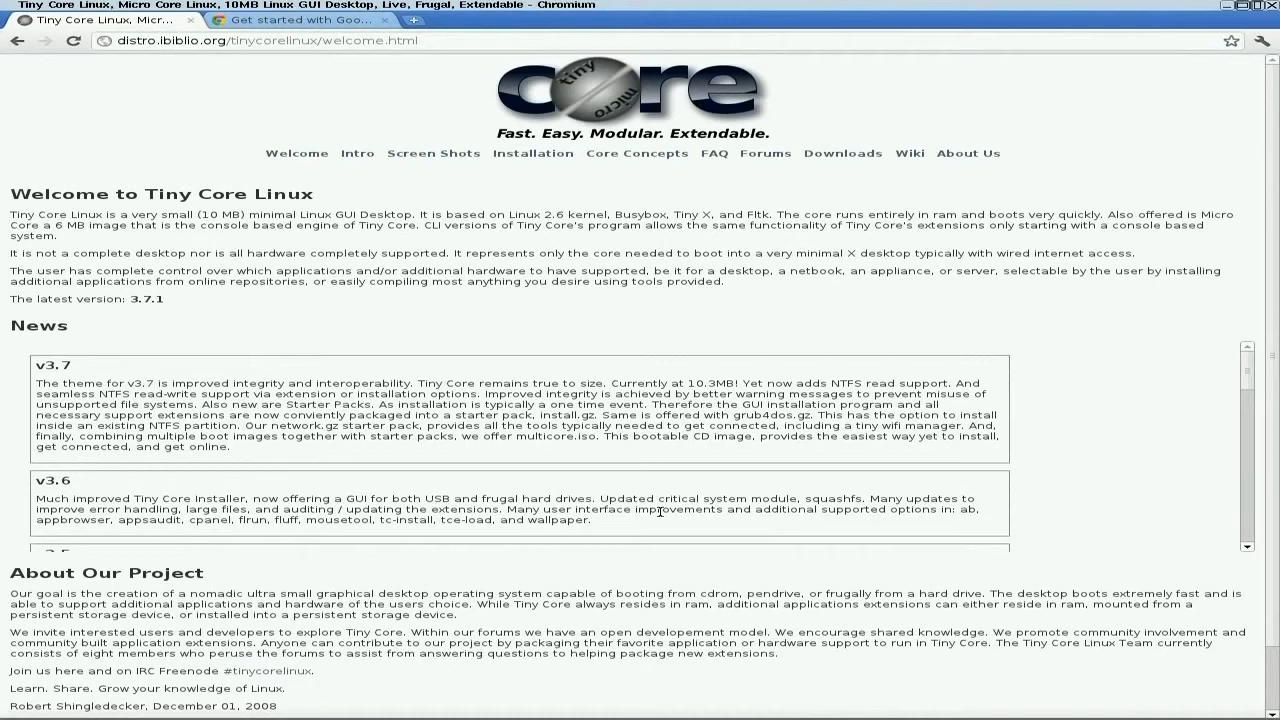 Tiny Core Linux, Micro Core Linux, 10MB Linux GUI Desktop, Live, Frugal, Extendable - Chromium
Tiny Core Linux, Micr...
Get started with Goo...
distro.ibiblio.org/tinycorelinux/welcome.html
core
tiny
micro
Fast. Easy. Modular. Extendable.
Welcome Intro Screen Shots Installation Core Concepts FAQ Forums Downloads Wiki About Us
Welcome to Tiny Core Linux
Tiny Core Linux is a very small (10 MB) minimal Linux GUI Desktop. It is based on Linux 2.6 kernel, Busybox, Tiny X, and Fltk. The core runs entirely in ram and boots very quickly. Also offered is Micro
Core a 6 MB image that is the console based engine of Tiny Core. CLI versions of Tiny Core's program allows the same functionality of Tiny Core's extensions only starting with a console based
system.
It is not a complete desktop nor is all hardware completely supported. It represents only the core needed to boot into a very minimal X desktop typically with wired internet access.
The user has complete control over which applications and/or additional hardware to have supported, be it for a desktop, a netbook, an appliance, or server, selectable by the user by installing
additional applications from online repositories, or easily compiling most anything you desire using tools provided.
The latest version: 3.7.1
News
v3.7
The theme for v3.7 is improved integrity and interoperability. Tiny Core remains true to size. Currently at 10.3MB! Yet now adds NTFS read support. And
seamless NTFS read-write support via extension or installation options. Improved integrity is achieved by better warning messages to prevent misuse of
unsupported file systems. Also new are Starter Packs. As installation is typically a one time event. Therefore the GUI installation program and all
necessary support extensions are now conviently packaged into a starter pack, install.gz. Same is offered with grub4dos.gz. This has the option to install
inside an existing NTFS partition. Our network.gz starter pack, provides all the tools typically needed to get connected, including a tiny wifi manager. And,
finally, combining multiple boot images together with starter packs, we offer multicore.iso. This bootable CD image, provides the easiest way yet to install,
get connected, and get online.
v3.6
Much improved Tiny Core Installer, now offering a GUI for both USB and frugal hard drives. Updated critical system module, squashfs. Many updates to
improve error handling, large files, and auditing / updating the extensions. Many user interface improvements and additional supported options in: ab,
appbrowser, appsaudit, cpanel, flrun, fluff, mousetool, tc-install, tce-load, and wallpaper.
v3.5
About Our Project
Our goal is the creation of a nomadic ultra small graphical desktop operating system capable of booting from cdrom, pendrive, or frugally from a hard drive. The desktop boots extremely fast and is
able to support additional applications and hardware of the users choice. While Tiny Core always resides in ram, additional applications extensions can either reside in ram, mounted from a
persistent storage device, or installed into a persistent storage device.
We invite interested users and developers to explore Tiny Core. Within our forums we have an open developement model. We encourage shared knowledge. We promote community involvement and
community built application extensions. Anyone can contribute to our project by packaging their favorite application or hardware support to run in Tiny Core. The Tiny Core Linux Team currently
consists of eight members who peruse the forums to assist from answering questions to helping package new extensions.
Join us here and on IRC Freenode #tinycorelinux.
Learn. Share. Grow your knowledge of Linux.
Robert Shingledecker, December 01, 2008